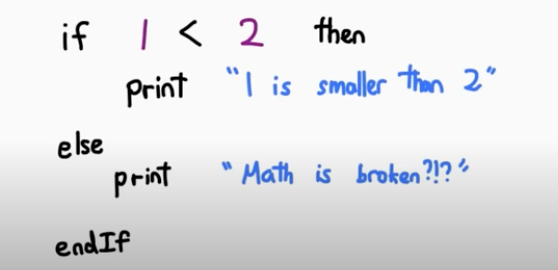 if 1 < 2 then
print "1 is smaller than 2"
else
print "Math is broken?!?"
endIf